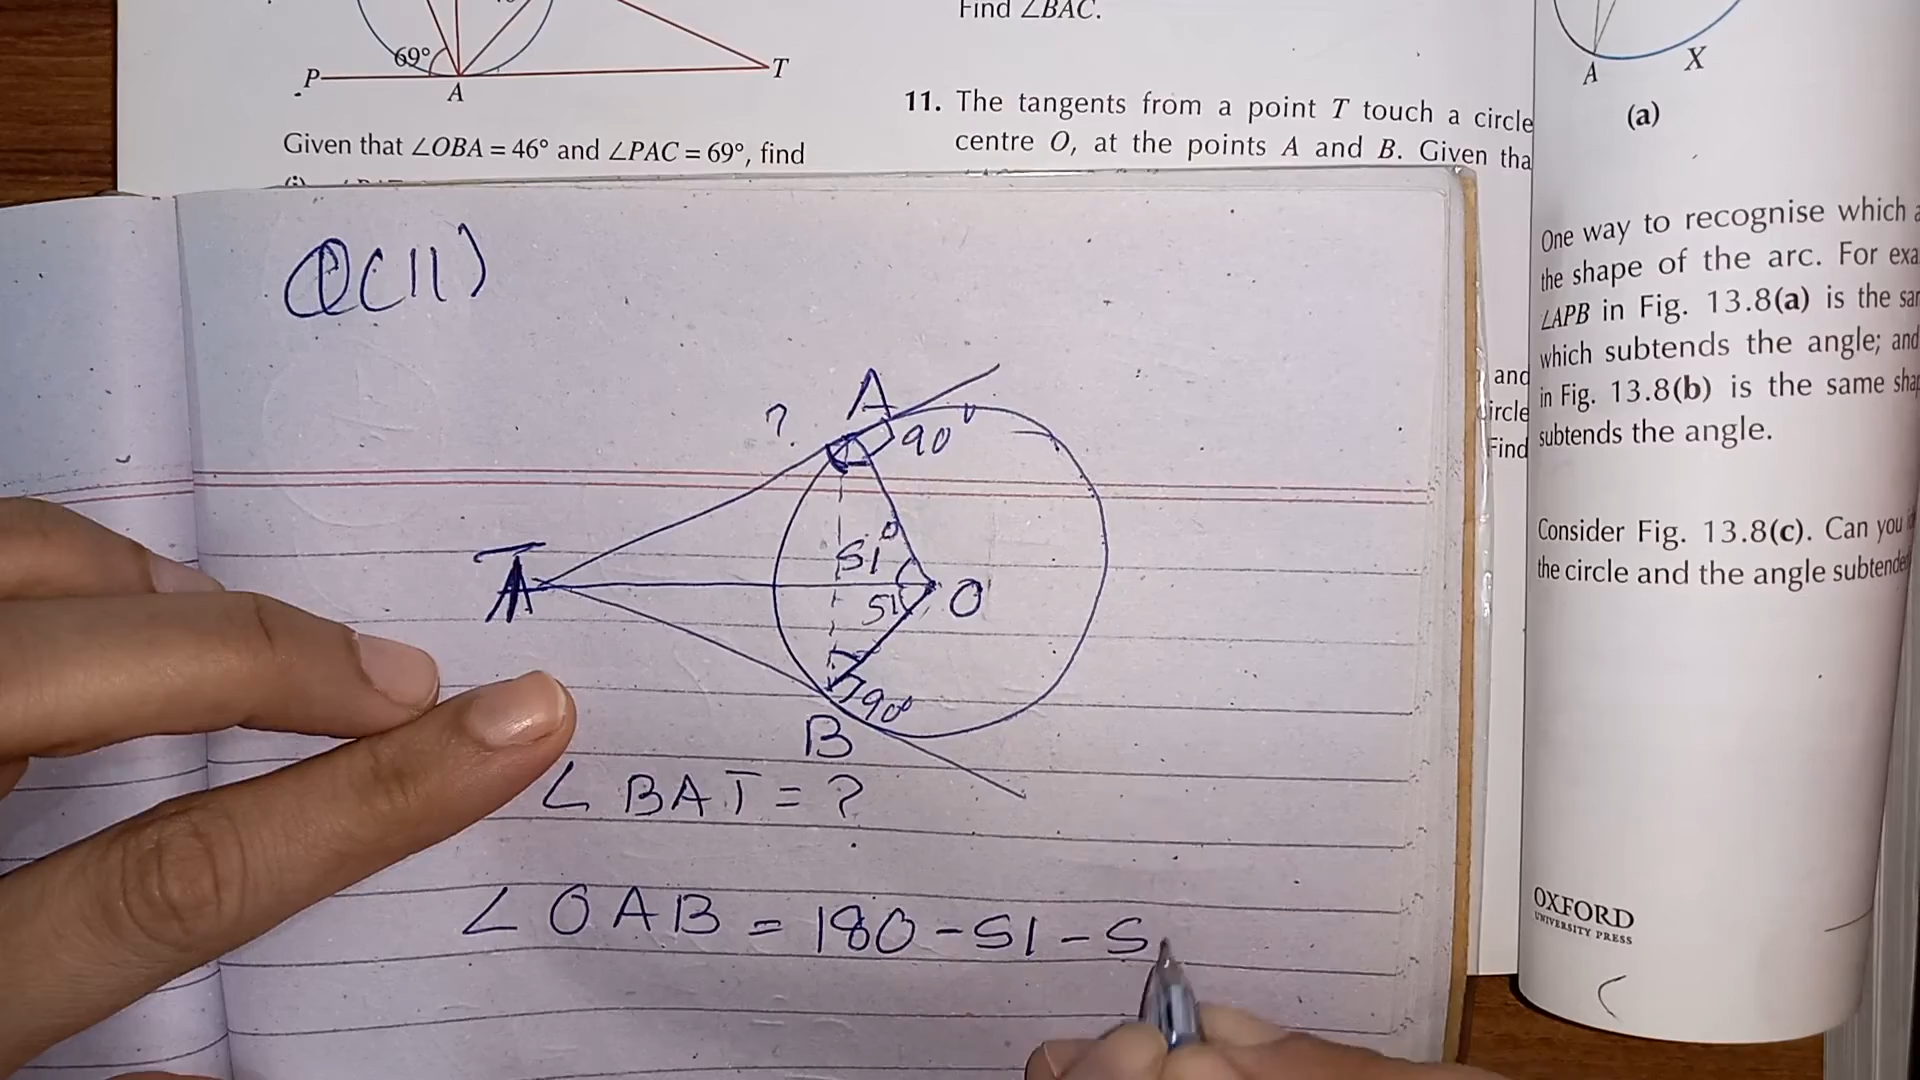 Find ∠BAC.
69°
P
T
A
Given that ∠OBA = 46° and ∠PAC = 69°, find
11. The tangents from a point T touch a circle
centre O, at the points A and B. Given tha
and
ircle
Find
A
X
(a)
One way to recognise which a
the shape of the arc. For exa
∠APB in Fig. 13.8(a) is the sam
which subtends the angle; and
in Fig. 13.8(b) is the same shap
subtends the angle.
Consider Fig. 13.8(c). Can you
the circle and the angle subtende
OXFORD
UNIVERSITY PRESS
Q(11)
A
?
90°
51°
T
51
O
90°
B
∠ BAT = ?
∠ OAB = 180 - 51 - 5